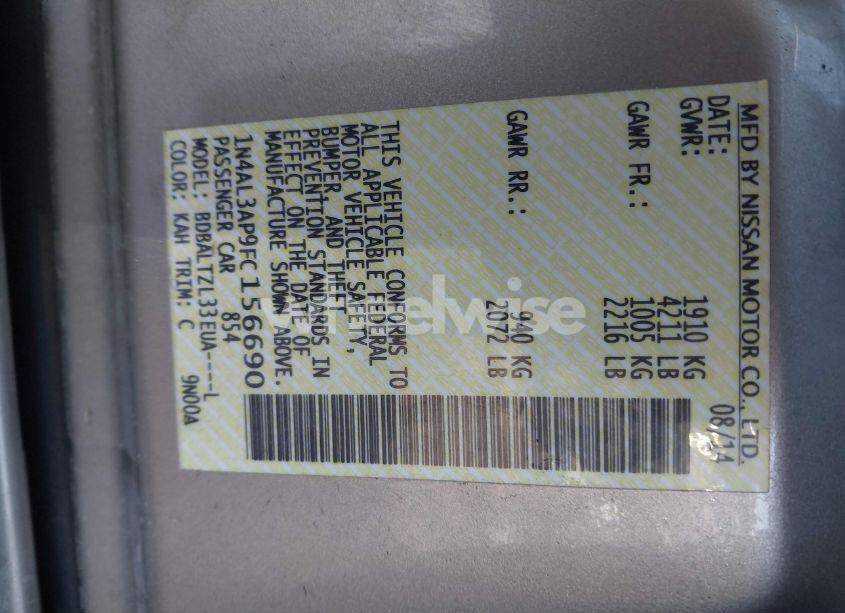 MFD BY NISSAN MOTOR CO., LTD.
DATE: 08/14
GVWR: 1910 KG
4211 LB
GAWR FR.: 1005 KG
2216 LB
GAWR RR.: 940 KG
2072 LB
THIS VEHICLE CONFORMS TO
ALL APPLICABLE FEDERAL
MOTOR VEHICLE SAFETY,
BUMPER, AND THEFT
PREVENTION STANDARDS IN
EFFECT ON THE DATE OF
MANUFACTURE SHOWN ABOVE.
1N4AL3AP9FC156690
PASSENGER CAR 854
MODEL: BDBALTZL33EUA----L
COLOR: KAH TRIM: C 9N00A